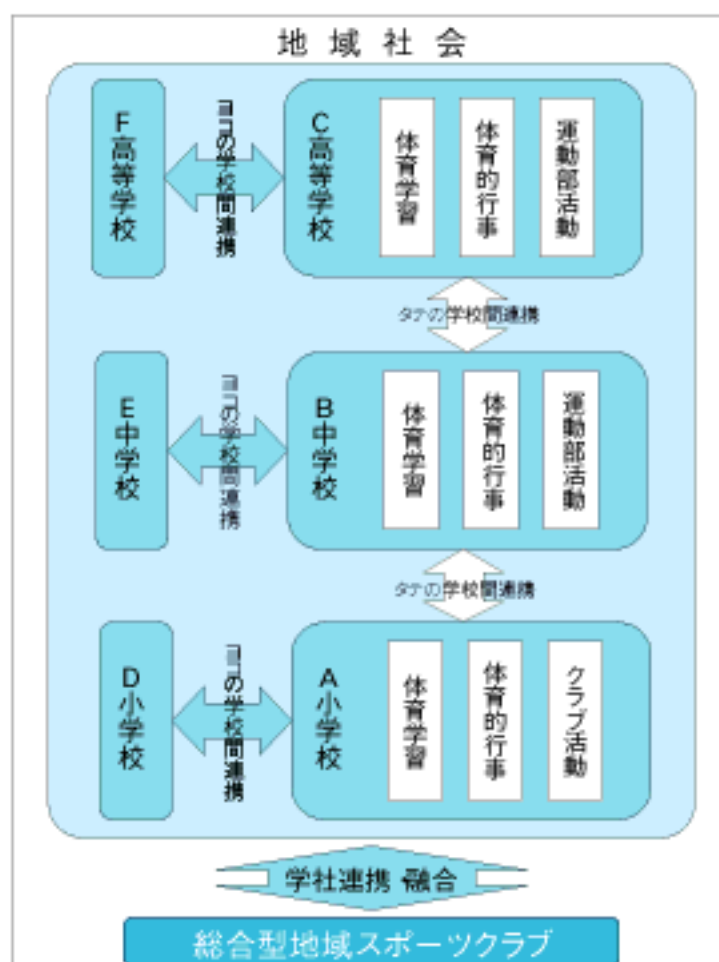 地域社会
F高等学校
ヨコの学校間連携
C高等学校
体育学習
体育的行事
運動部活動
タテの学校間連携
E中学校
ヨコの学校間連携
B中学校
体育学習
体育的行事
運動部活動
タテの学校間連携
D小学校
ヨコの学校間連携
A小学校
体育学習
体育的行事
クラブ活動
学社連携・融合
総合型地域スポーツクラブ